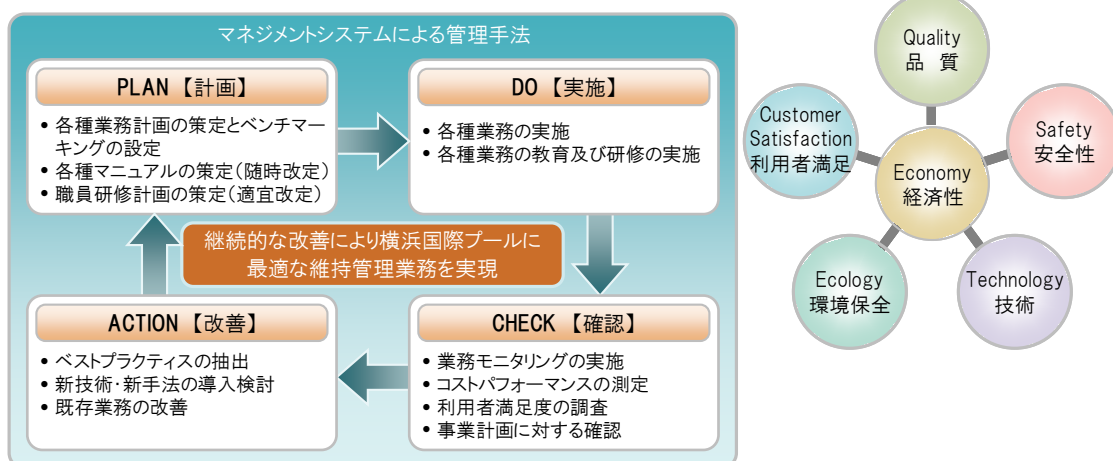 マネジメントシステムによる管理手法
PLAN 【計画】
• 各種業務計画の策定とベンチマー
キングの設定
• 各種マニュアルの策定(随時改定)
• 職員研修計画の策定(適宜改定)
DO 【実施】
• 各種業務の実施
• 各種業務の教育及び研修の実施
継続的な改善により横浜国際プールに
最適な維持管理業務を実現
ACTION 【改善】
• ベストプラクティスの抽出
• 新技術・新手法の導入検討
• 既存業務の改善
CHECK 【確認】
• 業務モニタリングの実施
• コストパフォーマンスの測定
• 利用者満足度の調査
• 事業計画に対する確認
Quality
品 質
Customer
Satisfaction
利用者満足
Safety
安全性
Economy
経済性
Ecology
環境保全
Technology
技術